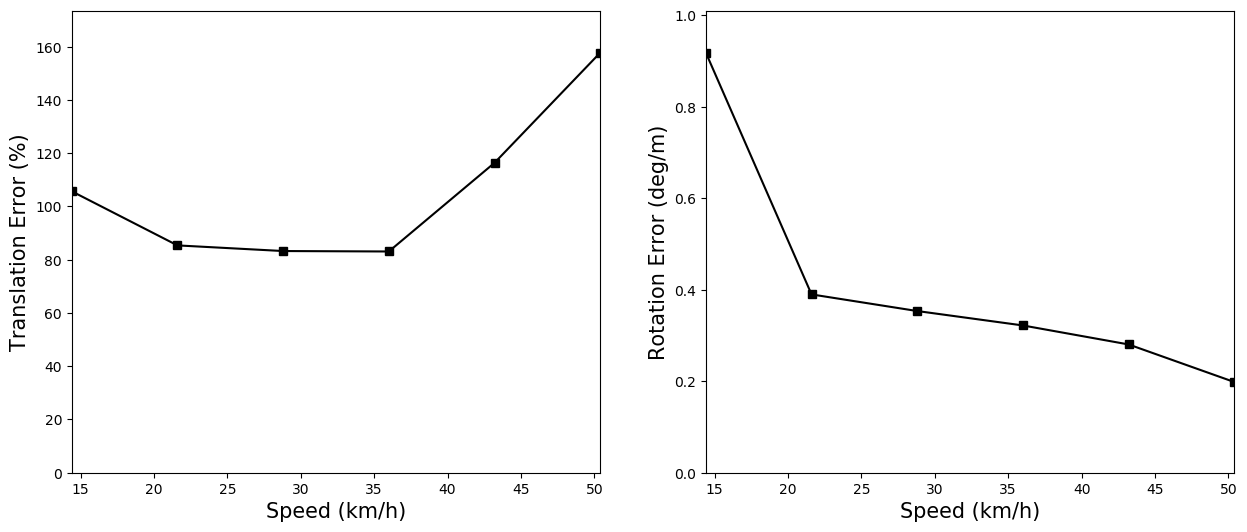 Translation Error (%)
160
140
120
100
80
60
40
20
0
15 20 25 30 35 40 45 50
Speed (km/h)
Rotation Error (deg/m)
1.0
0.8
0.6
0.4
0.2
0.0
15 20 25 30 35 40 45 50
Speed (km/h)